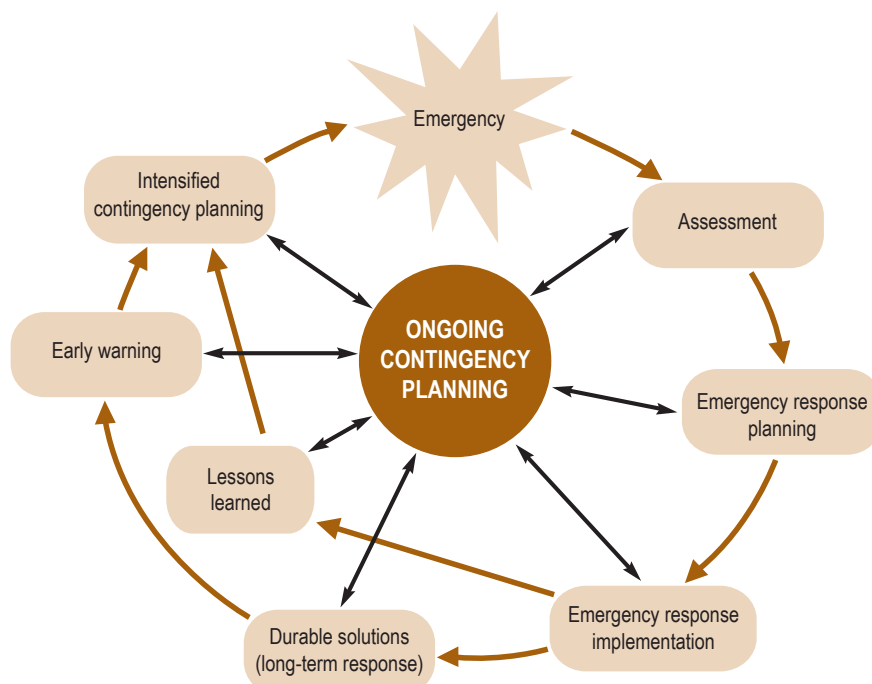 Emergency
Intensified
contingency planning
Assessment
ONGOING
CONTINGENCY
PLANNING
Early warning
Emergency response
planning
Lessons
learned
Emergency response
implementation
Durable solutions
(long-term response)